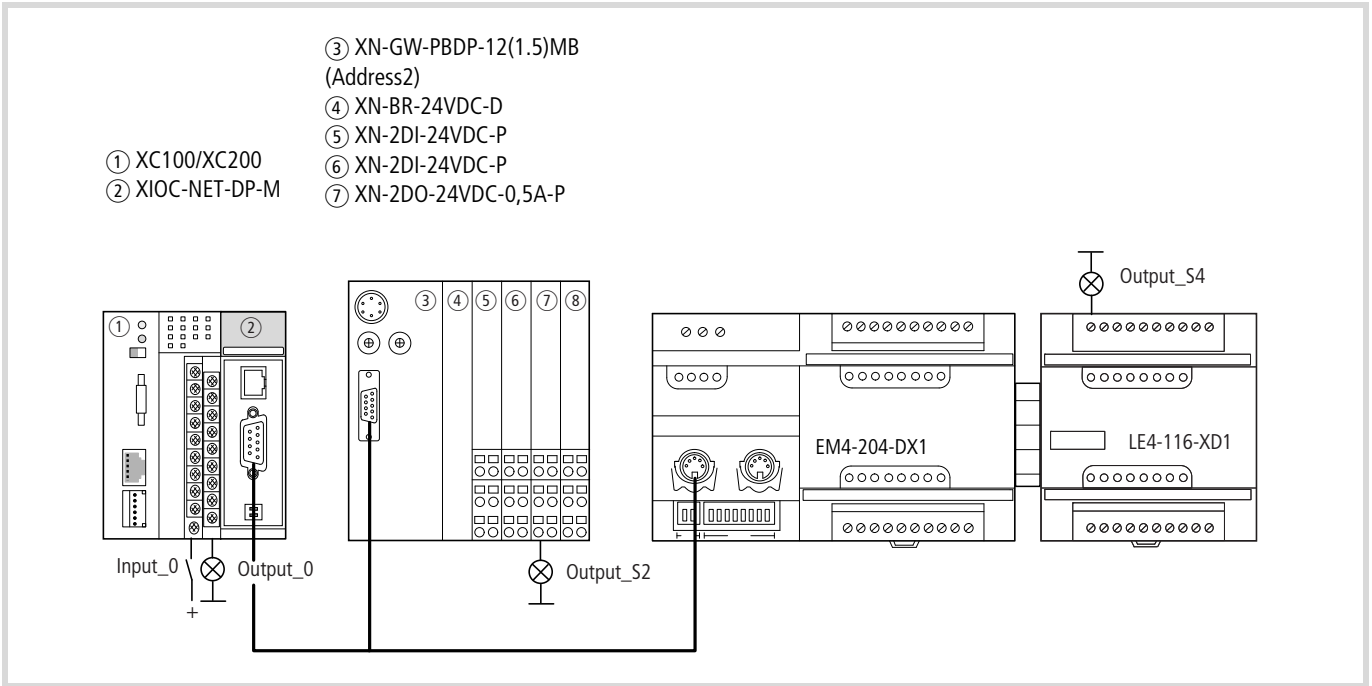 ③ XN-GW-PBDP-12(1.5)MB
(Address2)
④ XN-BR-24VDC-D
⑤ XN-2DI-24VDC-P
⑥ XN-2DI-24VDC-P
⑦ XN-2DO-24VDC-0,5A-P
① XC100/XC200
② XIOC-NET-DP-M
Output_S4
① ② ③ ④ ⑤ ⑥ ⑦ ⑧
EM4-204-DX1
LE4-116-XD1
Input_0
Output_0
Output_S2
+